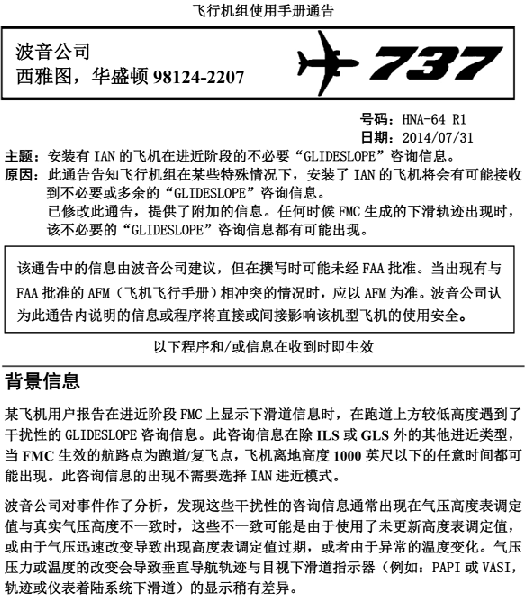 飞行机组使用手册通告
波音公司
西雅图，华盛顿 98124-2207
737
号码：HNA-64 R1
日期：2014/07/31
主题：安装有 IAN 的飞机在进近阶段的不必要“GLIDESLOPE”咨询信息。
原因：此通告告知飞行机组在某些特殊情况下，安装了 IAN 的飞机将会有可能接收
到不必要或多余的“GLIDESLOPE”咨询信息。
已修改此通告，提供了附加的信息。任何时候 FMC 生成的下滑轨迹出现时，
该不必要的“GLIDESLOPE”咨询信息都有可能出现。
该通告中的信息由波音公司建议，但在撰写时可能未经 FAA 批准。当出现有与
FAA 批准的 AFM（飞机飞行手册）相冲突的情况时，应以 AFM 为准。波音公司认
为此通告内说明的信息或程序将直接或间接影响该机型飞机的使用安全。
以下程序和/或信息在收到时即生效
背景信息
某飞机用户报告在进近阶段 FMC 上显示下滑道信息时，在跑道上方较低高度遇到了
干扰性的 GLIDESLOPE 咨询信息。此咨询信息在除 ILS 或 GLS 外的其他进近类型，
当 FMC 生效的航路点为跑道/复飞点，飞机离地高度 1000 英尺以下的任意时间都可
能出现。此咨询信息的出现不需要选择 IAN 进近模式。
波音公司对事件作了分析，发现这些干扰性的咨询信息通常出现在气压高度表调定
值与真实气压高度不一致时，这些不一致可能是由于使用了未更新高度表调定值，
或由于气压迅速改变导致出现高度表调定值过期，或者由于异常的温度变化。气压
压力或温度的改变会导致垂直导航轨迹与目视下滑道指示器（例如：PAPI 或 VASI，
轨迹或仪表着陆系统下滑道）的显示稍有差异。